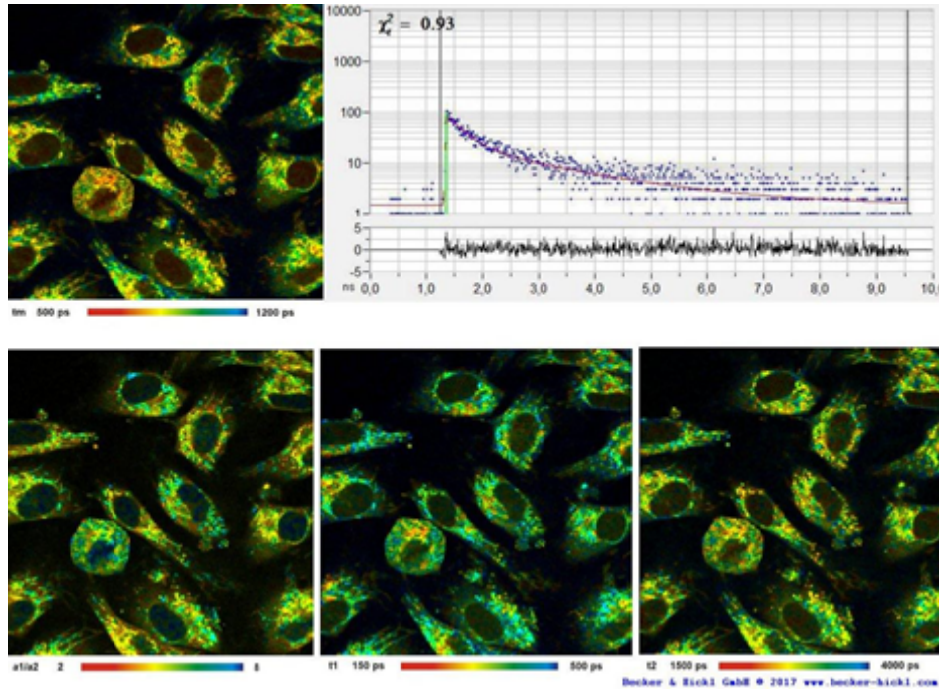 χ²ᵣ = 0.93
10000
1000
100
10
1
5
0
-5
ns 0,0 1,0 2,0 3,0 4,0 5,0 6,0 7,0 8,0 9,0 10,0
tm 500 ps 1200 ps
a1/a2 2 8 t1 150 ps 500 ps t2 1500 ps 4000 ps
Becker & Hickl GmbH © 2017 www.becker-hickl.com